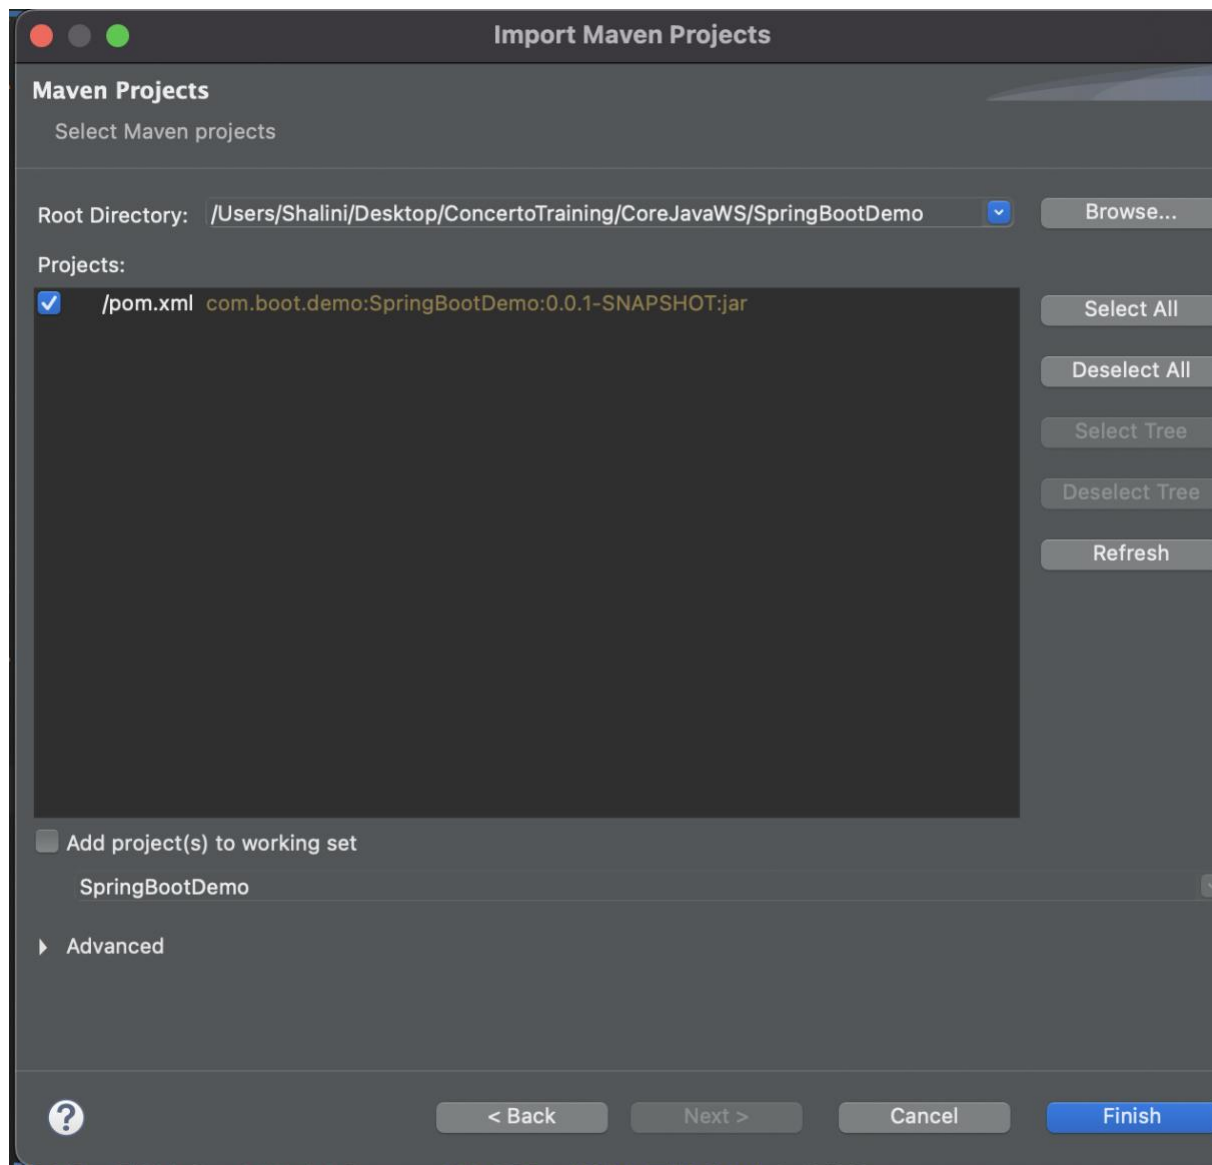 Import Maven Projects
Maven Projects
Select Maven projects
Root Directory: /Users/Shalini/Desktop/ConcertoTraining/CoreJavaWS/SpringBootDemo Browse...
Projects:
/pom.xml com.boot.demo:SpringBootDemo:0.0.1-SNAPSHOT:jar
Select All
Deselect All
Select Tree
Deselect Tree
Refresh
Add project(s) to working set
SpringBootDemo
Advanced
? < Back Next > Cancel Finish